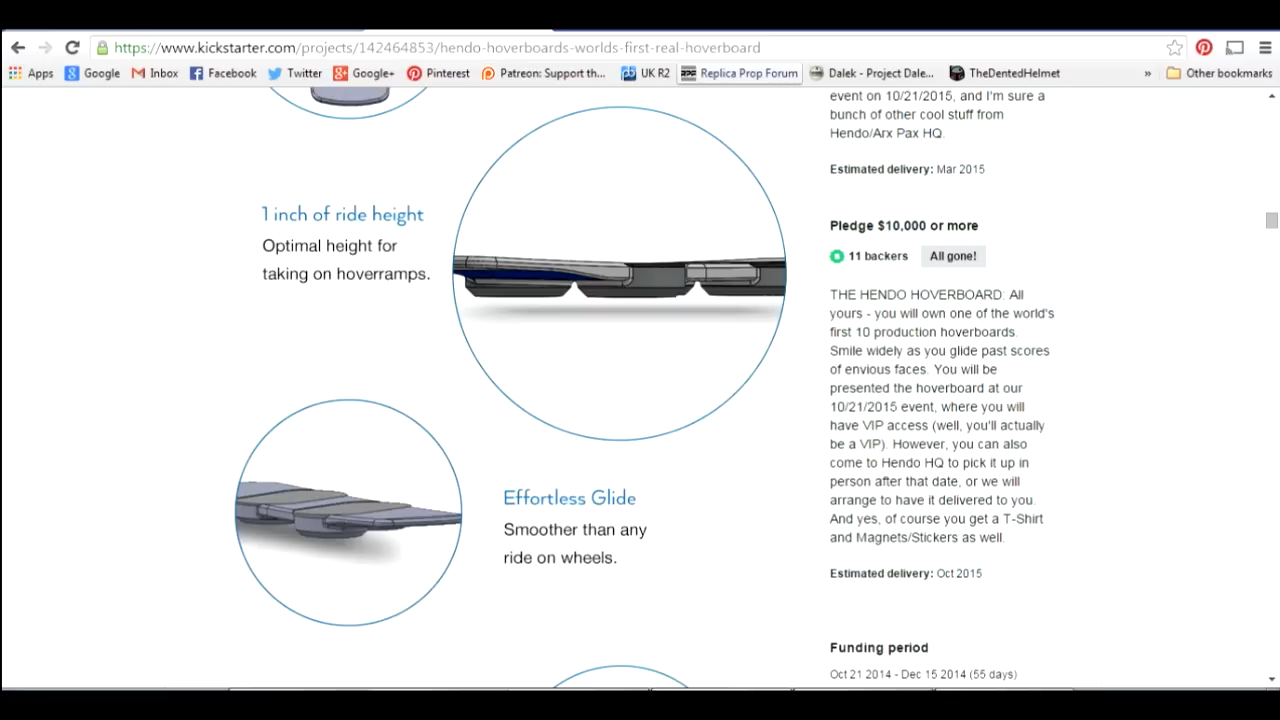 https://www.kickstarter.com/projects/142464853/hendo-hoverboards-worlds-first-real-hoverboard
Apps Google Inbox Facebook Twitter Google+ Pinterest Patreon: Support th... UK R2 Replica Prop Forum Dalek - Project Dale... TheDentedHelmet » Other bookmarks
1 inch of ride height
Optimal height for
taking on hoverramps.
Effortless Glide
Smoother than any
ride on wheels.
event on 10/21/2015, and I'm sure a
bunch of other cool stuff from
Hendo/Arx Pax HQ.
Estimated delivery: Mar 2015
Pledge $10,000 or more
11 backers All gone!
THE HENDO HOVERBOARD: All
yours - you will own one of the world's
first 10 production hoverboards.
Smile widely as you glide past scores
of envious faces. You will be
presented the hoverboard at our
10/21/2015 event, where you will
have VIP access (well, you'll actually
be a VIP). However, you can also
come to Hendo HQ to pick it up in
person after that date, or we will
arrange to have it delivered to you.
And yes, of course you get a T-Shirt
and Magnets/Stickers as well.
Estimated delivery: Oct 2015
Funding period
Oct 21 2014 - Dec 15 2014 (55 days)